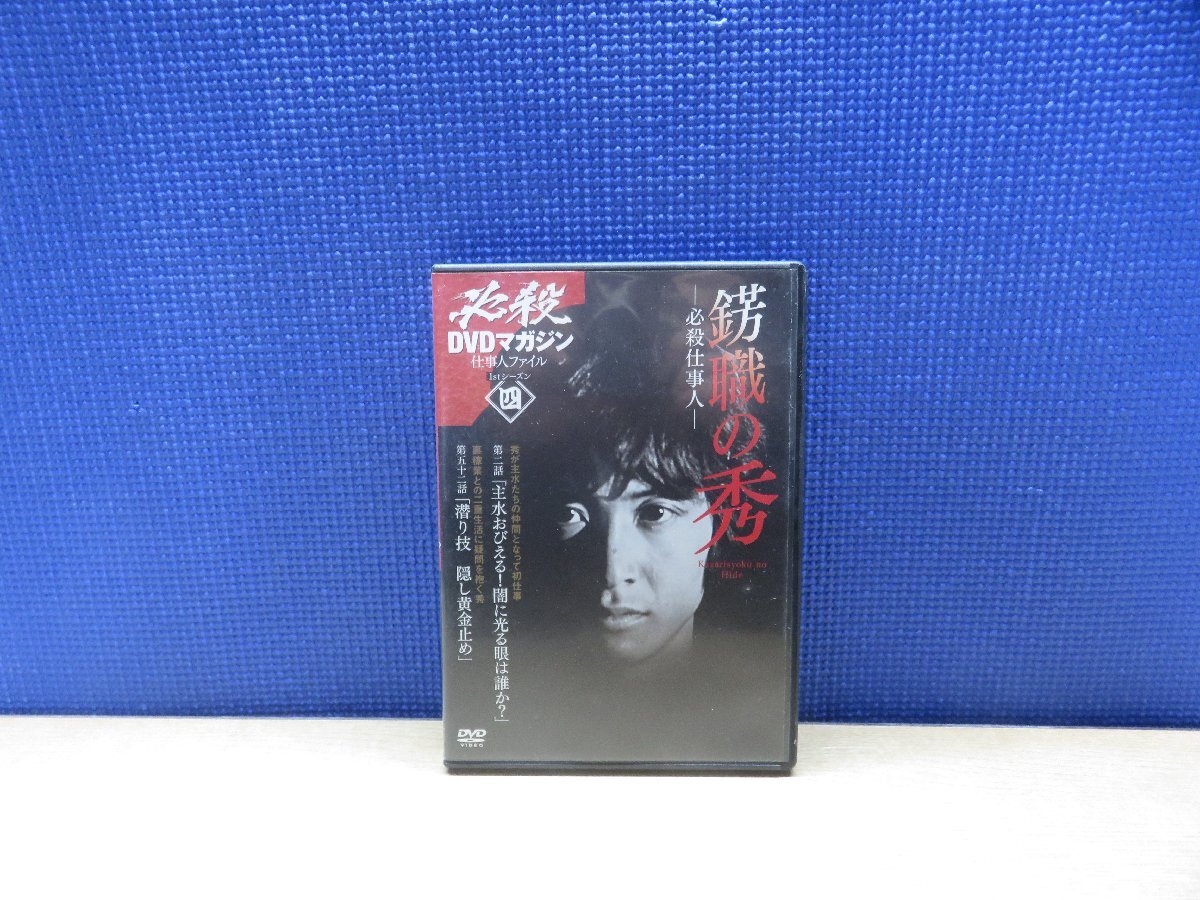 必殺
DVDマガジン
仕事人ファイル
1stシーズン
四
錺職の秀
―必殺仕事人―
Kazarisyoku no
Hide
秀が主水たちの仲間となって初仕事
第二話「主水おびえる!闇に光る眼は誰か?」
裏稼業との二重生活に疑問を抱く秀
第五十二話「潜り技 隠し黄金止め」
DVD
VIDEO